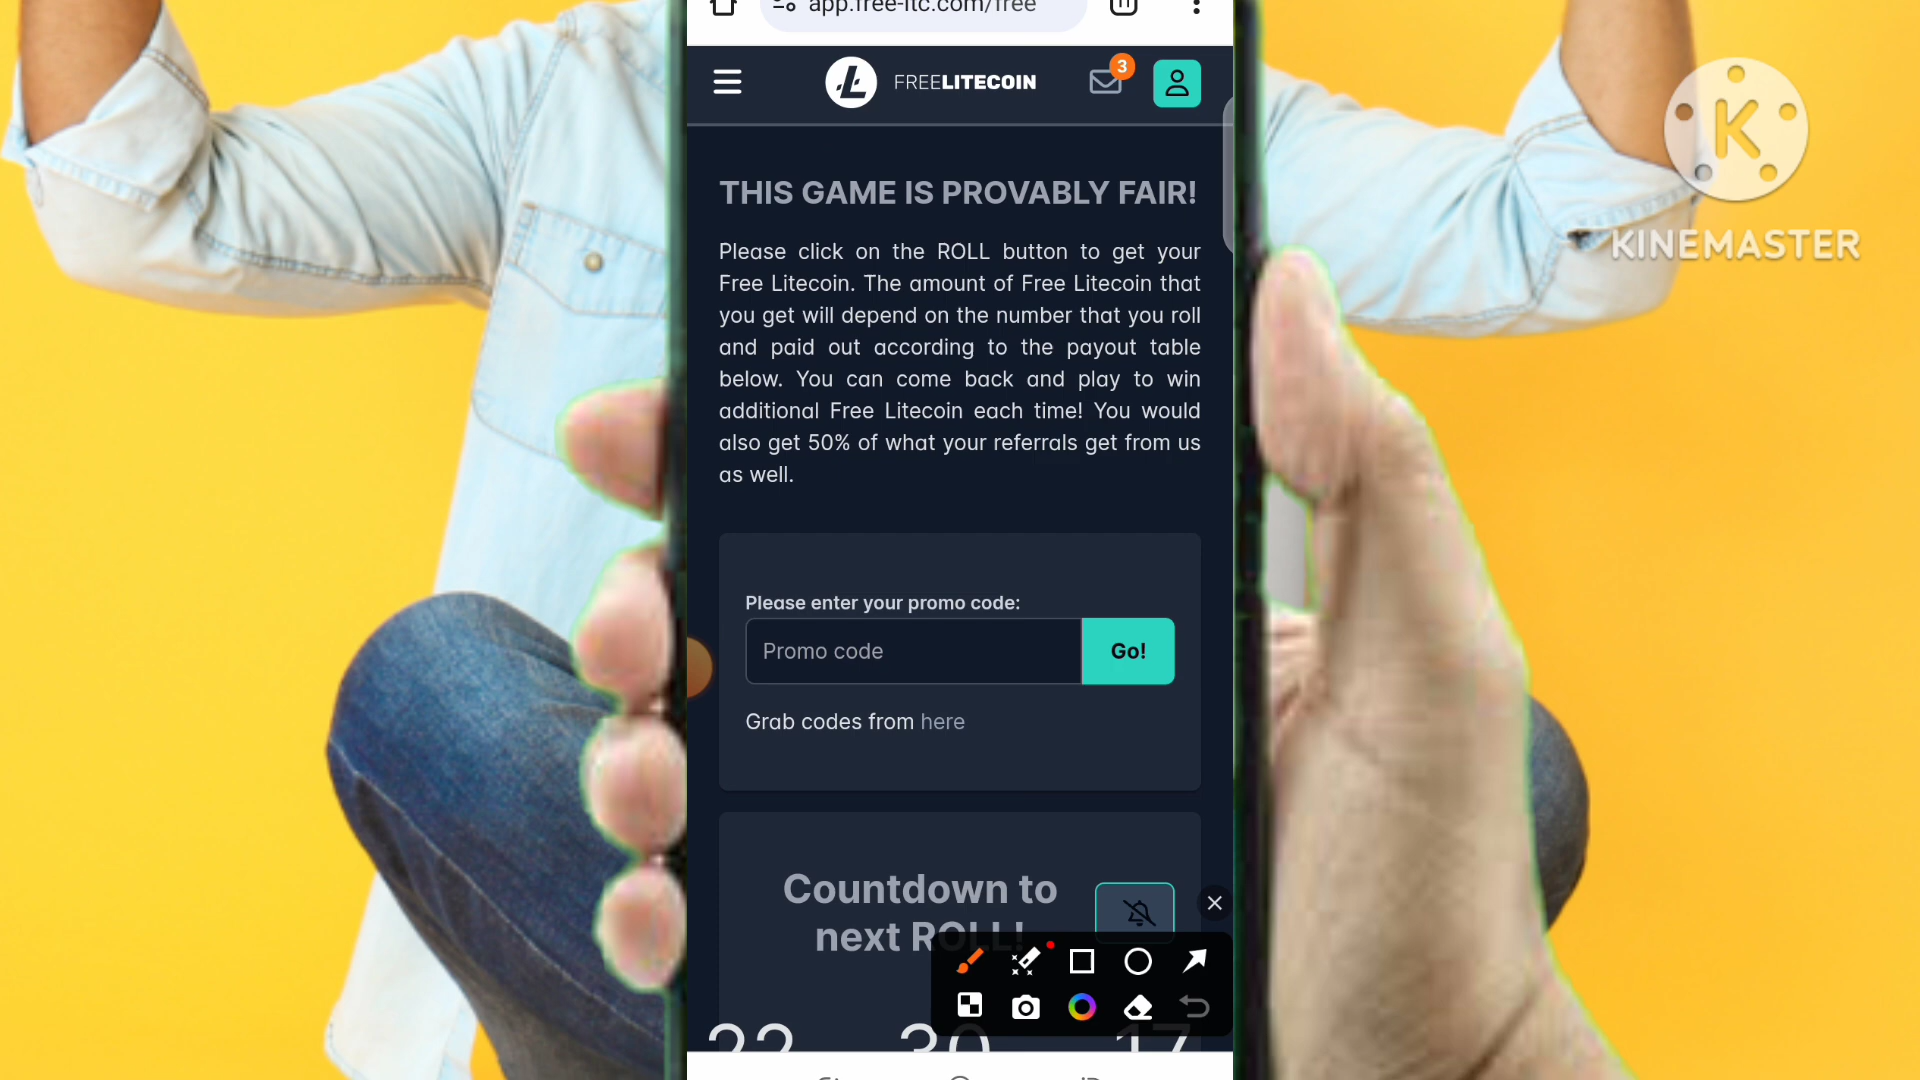 app.free-ltc.com/free
FREELITECOIN
3
THIS GAME IS PROVABLY FAIR!
Please click on the ROLL button to get your
Free Litecoin. The amount of Free Litecoin that
you get will depend on the number that you roll
and paid out according to the payout table
below. You can come back and play to win
additional Free Litecoin each time! You would
also get 50% of what your referrals get from us
as well.
Please enter your promo code:
Promo code
Go!
Grab codes from here
Countdown to
next ROLL!
22 30 17
K
KINEMASTER